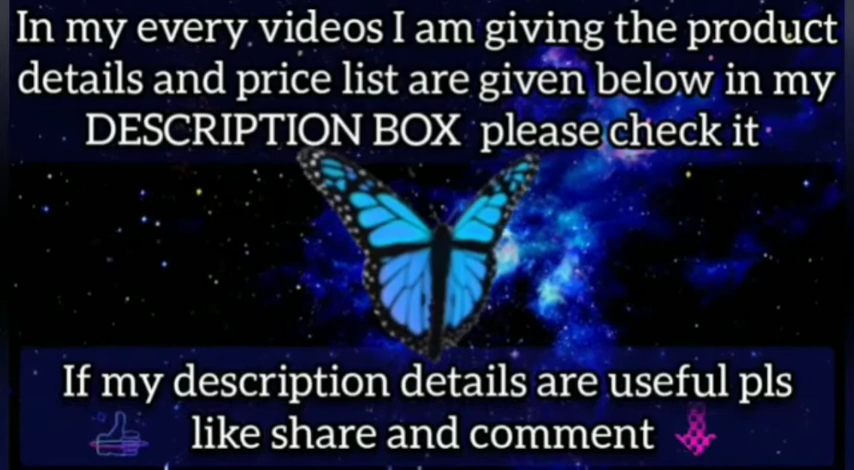 In my every videos I am giving the product
details and price list are given below in my
DESCRIPTION BOX please check it
If my description details are useful pls
like share and comment